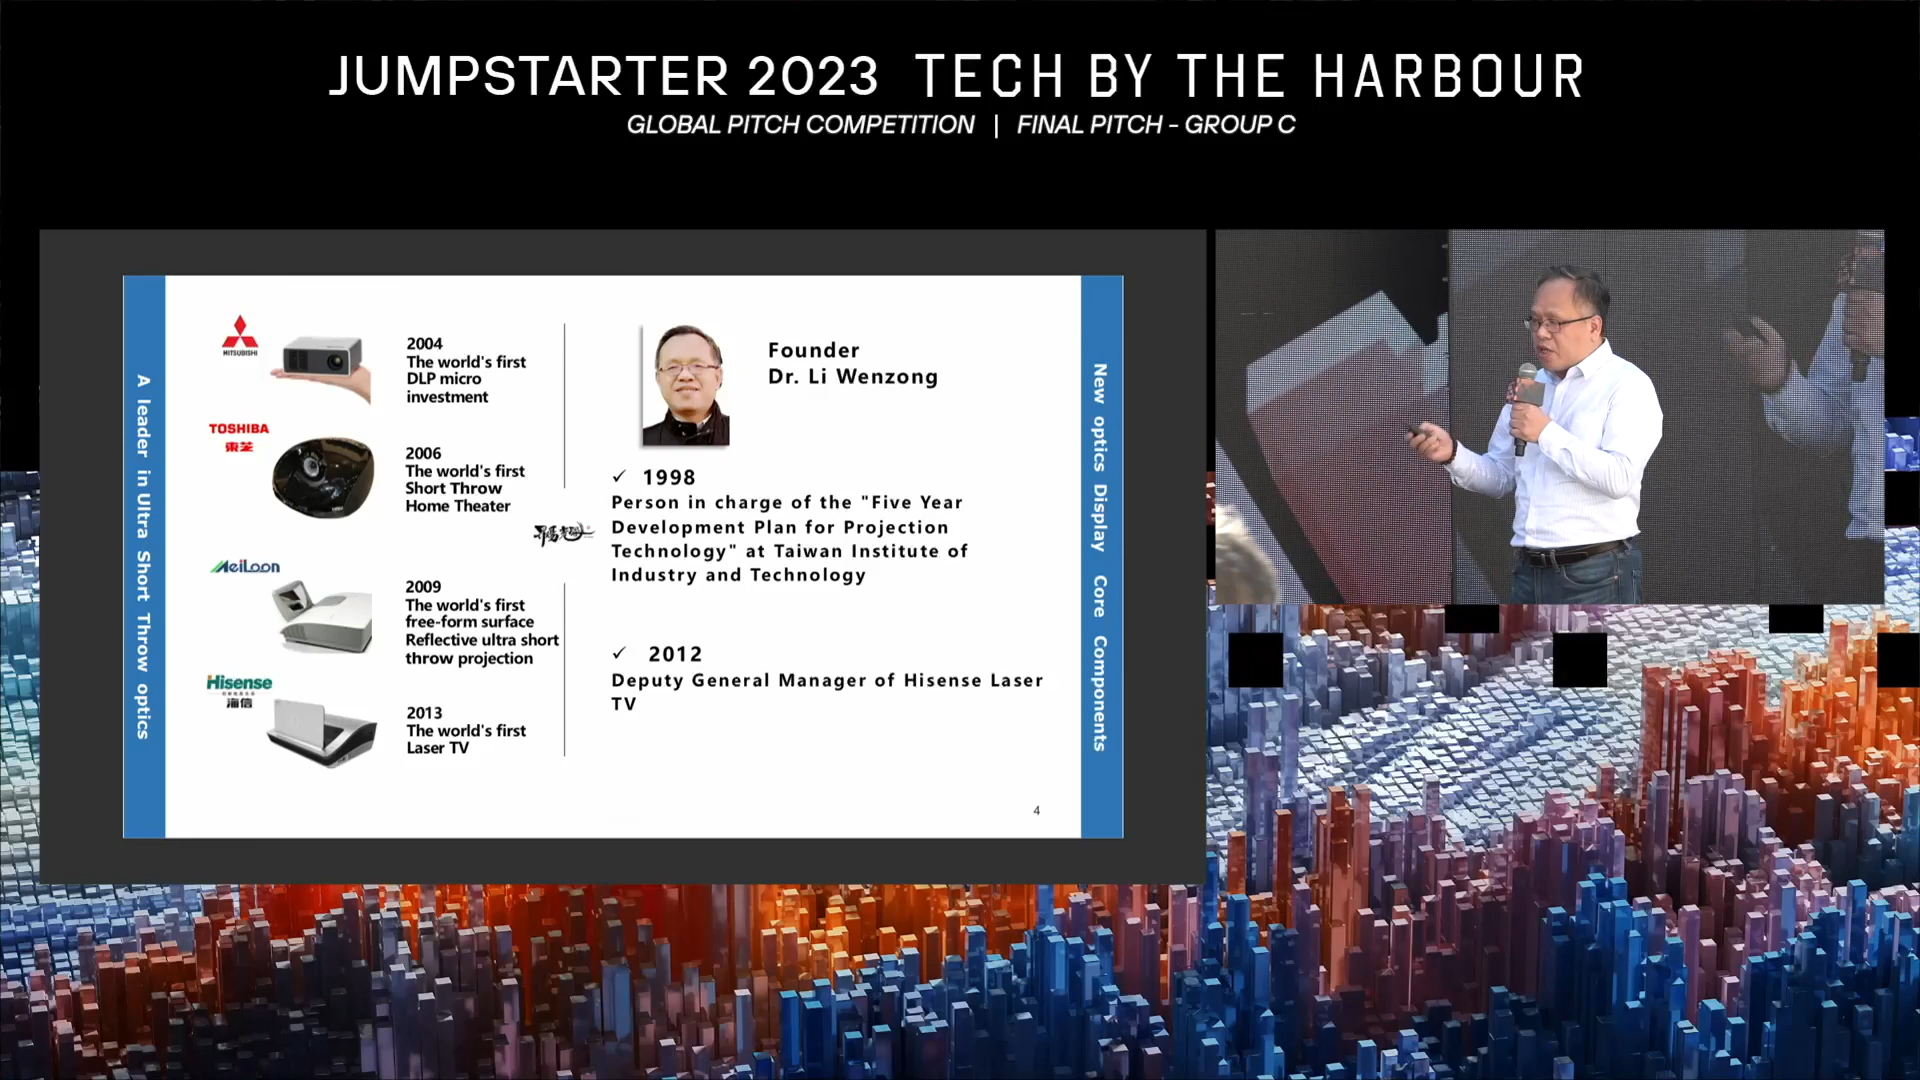 JUMPSTARTER 2023 TECH BY THE HARBOUR
GLOBAL PITCH COMPETITION | FINAL PITCH - GROUP C
A leader in Ultra Short Throw optics
MITSUBISHI
2004
The world's first
DLP micro
investment
TOSHIBA
東芝
2006
The world's first
Short Throw
Home Theater
MeiLoon
2009
The world's first
free-form surface
Reflective ultra short
throw projection
Hisense
海信
2013
The world's first
Laser TV
Founder
Dr. Li Wenzong
✓ 1998
Person in charge of the "Five Year
Development Plan for Projection
Technology" at Taiwan Institute of
Industry and Technology
✓ 2012
Deputy General Manager of Hisense Laser
TV
4
New optics Display Core Components